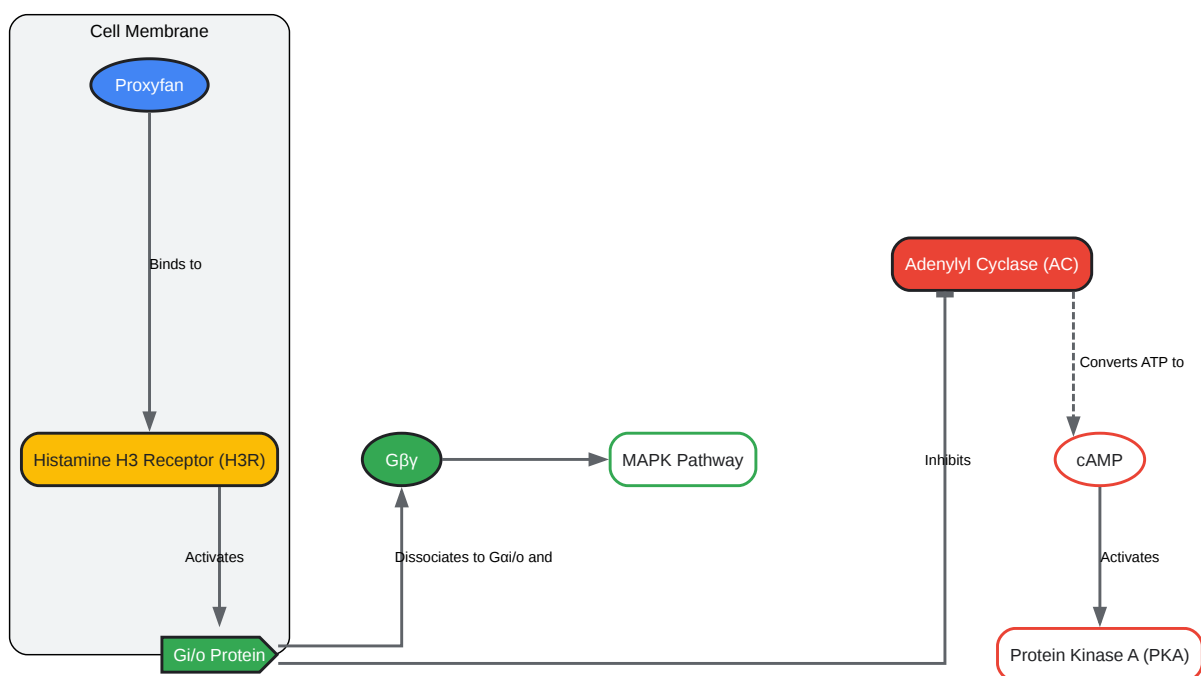 Cell Membrane
Proxyfan
Binds to
Adenylyl Cyclase (AC)
Converts ATP to
Histamine H3 Receptor (H3R)
Gβγ
MAPK Pathway
Inhibits
cAMP
Activates
Dissociates to Gαi/o and
Activates
Gi/o Protein
Protein Kinase A (PKA)